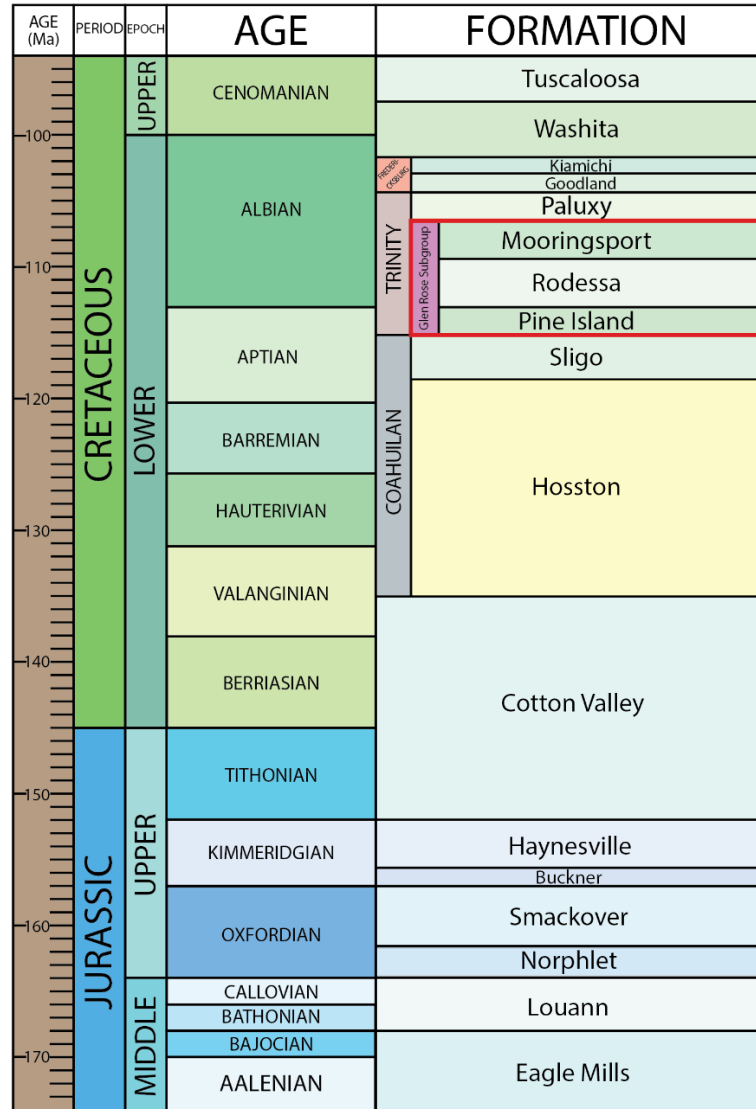 AGE
(Ma)
PERIOD
EPOCH
AGE
FORMATION
100
110
120
130
140
150
160
170
CRETACEOUS
JURASSIC
UPPER
LOWER
UPPER
MIDDLE
CENOMANIAN
ALBIAN
APTIAN
BARREMIAN
HAUTERIVIAN
VALANGINIAN
BERRIASIAN
TITHONIAN
KIMMERIDGIAN
OXFORDIAN
CALLOVIAN
BATHONIAN
BAJOCIAN
AALENIAN
FREDERI-
CKSBURG
TRINITY
COAHUILAN
Glen Rose Subgroup
Tuscaloosa
Washita
Kiamichi
Goodland
Paluxy
Mooringsport
Rodessa
Pine Island
Sligo
Hosston
Cotton Valley
Haynesville
Buckner
Smackover
Norphlet
Louann
Eagle Mills